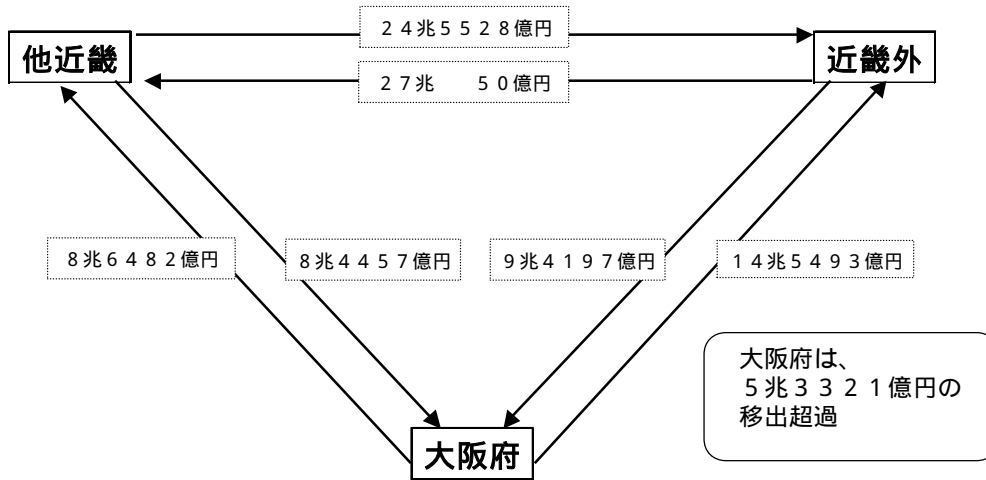 ２４兆５５２８億円
他近畿
近畿外
２７兆　　５０億円
８兆６４８２億円
８兆４４５７億円
９兆４１９７億円
１４兆５４９３億円
大阪府は、
５兆３３２１億円の
移出超過
大阪府